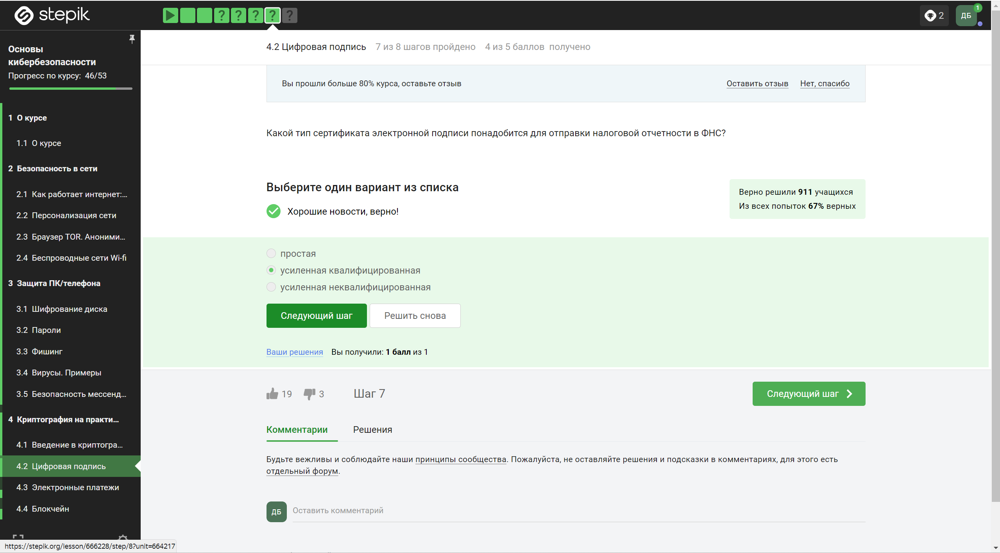 stepik
?
?
?
?
?
2
ДБ
1
Основы
кибербезопасности
Прогресс по курсу: 46/53
1 О курсе
1.1 О курсе
2 Безопасность в сети
2.1 Как работает интернет:...
2.2 Персонализация сети
2.3 Браузер TOR. Аноними...
2.4 Беспроводные сети Wi-fi
3 Защита ПК/телефона
3.1 Шифрование диска
3.2 Пароли
3.3 Фишинг
3.4 Вирусы. Примеры
3.5 Безопасность мессенд...
4 Криптография на практи...
4.1 Введение в криптогра...
4.2 Цифровая подпись
4.3 Электронные платежи
4.4 Блокчейн
4.2 Цифровая подпись 7 из 8 шагов пройдено 4 из 5 баллов получено
Вы прошли больше 80% курса, оставьте отзыв Оставить отзыв Нет, спасибо
Какой тип сертификата электронной подписи понадобится для отправки налоговой отчетности в ФНС?
Выберите один вариант из списка
Хорошие новости, верно!
Верно решили 911 учащихся
Из всех попыток 67% верных
простая
усиленная квалифицированная
усиленная неквалифицированная
Следующий шаг Решить снова
Ваши решения Вы получили: 1 балл из 1
19 3 Шаг 7 Следующий шаг
Комментарии Решения
Будьте вежливы и соблюдайте наши принципы сообщества. Пожалуйста, не оставляйте решения и подсказки в комментариях, для этого есть
отдельный форум.
ДБ Оставить комментарий
https://stepik.org/lesson/666228/step/8?unit=664217